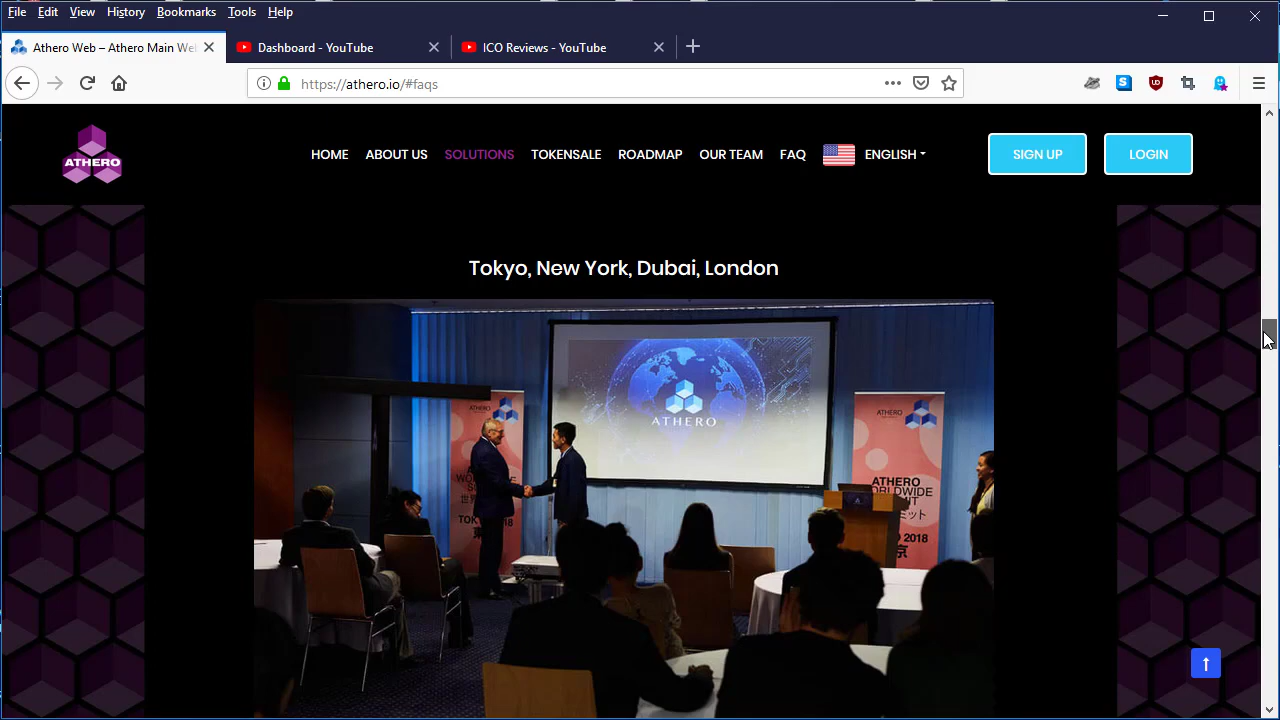 File Edit View History Bookmarks Tools Help
Athero Web – Athero Main We
Dashboard - YouTube
ICO Reviews - YouTube
https://athero.io/#faqs
ATHERO
HOME ABOUT US SOLUTIONS TOKENSALE ROADMAP OUR TEAM FAQ ENGLISH
SIGN UP LOGIN
Tokyo, New York, Dubai, London
ATHERO
ATHERO
ATHERO
ATHERO
WORLDWIDE
2018